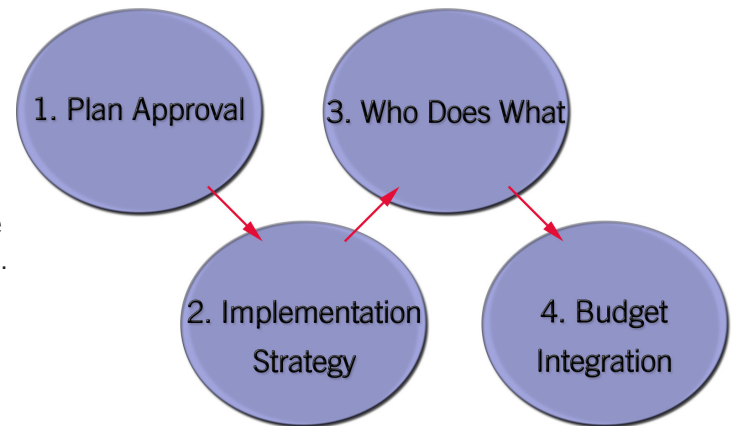 1. Plan Approval
2. Implementation
Strategy
3. Who Does What
4. Budget
Integration
e
.